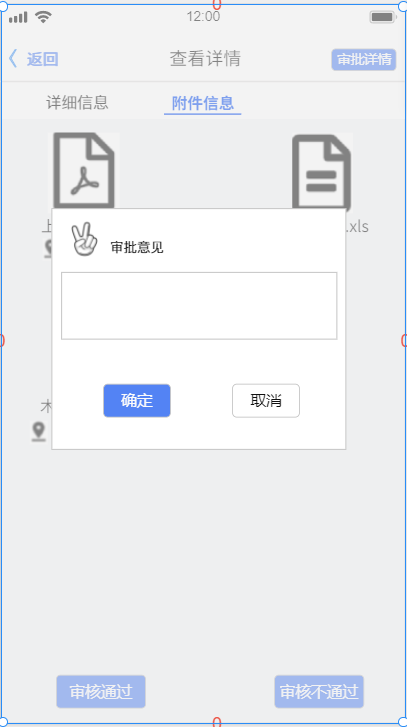 12:00
返回
查看详情
审批详情
详细信息
附件信息
上
.xls
审批意见
确定
取消
木
审核通过
审核不通过